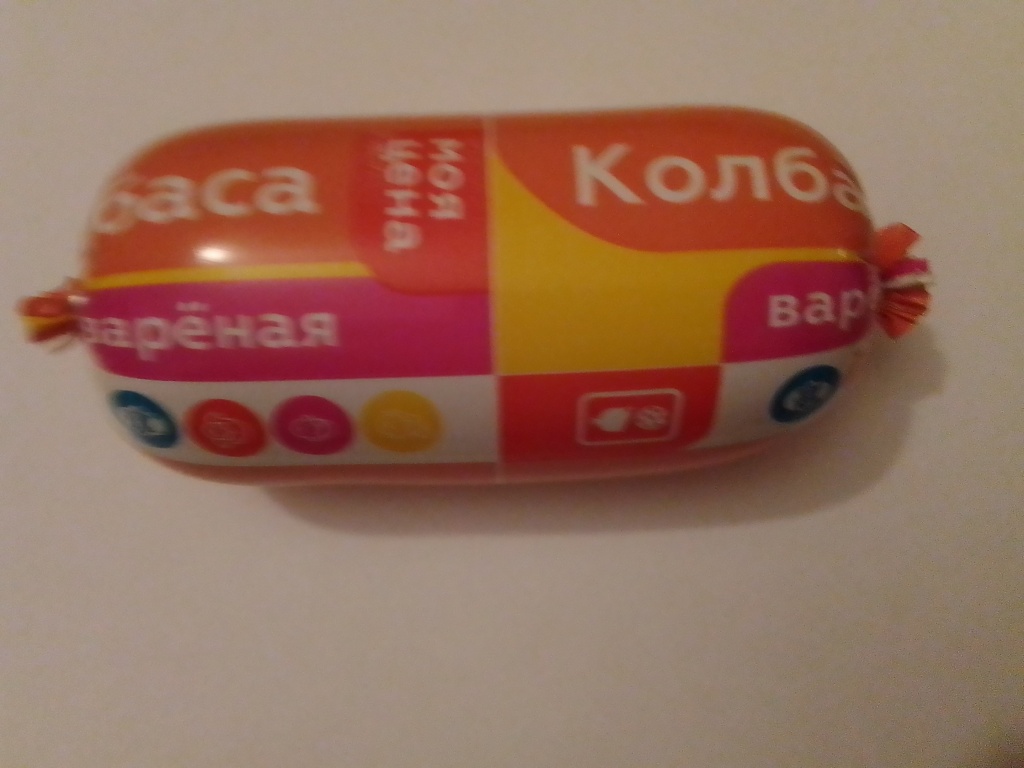 баса
моя
цена
Колба
варёная
вар